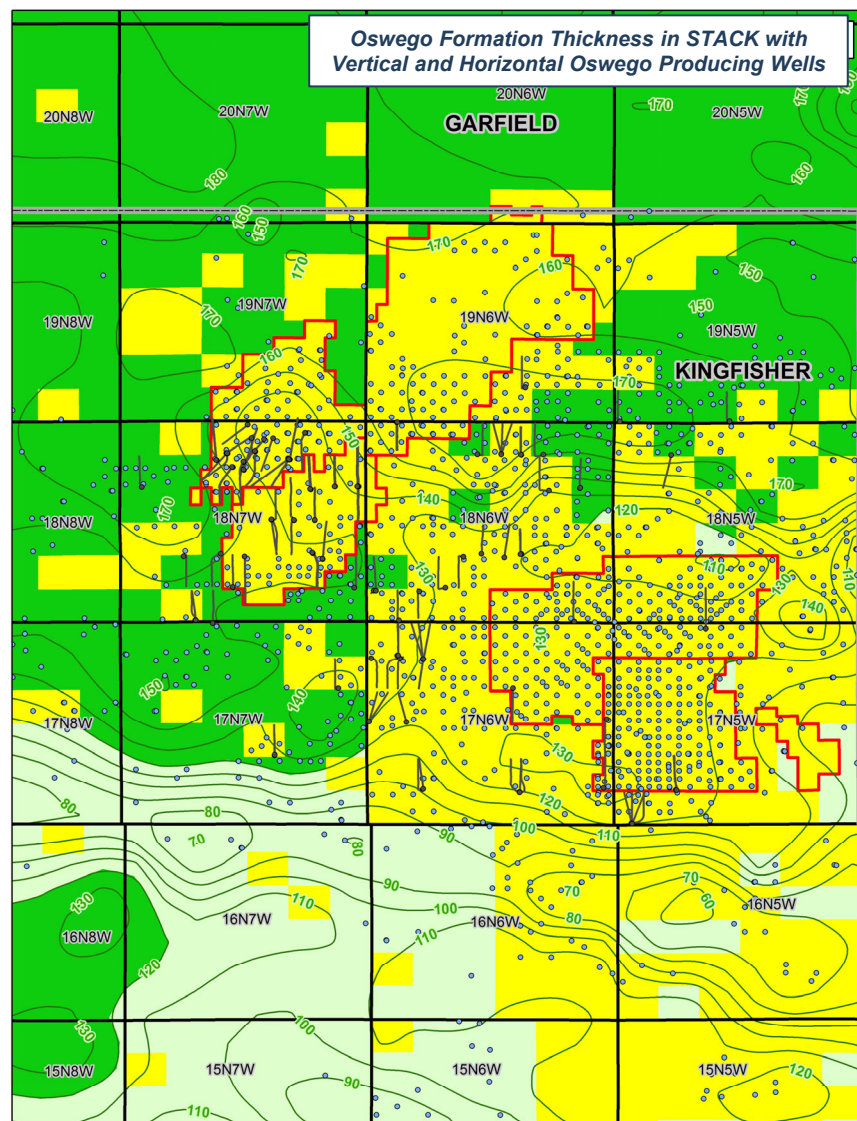 Oswego Formation Thickness in STACK with
Vertical and Horizontal Oswego Producing Wells
20N8W
20N7W
20N6W
20N5W
GARFIELD
170
170
160
180
160
150
170
170
160
150
150
19N8W
19N7W
19N6W
19N5W
170
160
170
KINGFISHER
150
140
170
170
120
18N8W
18N7W
18N6W
18N5W
130
110
130
110
140
130
150
140
17N8W
17N7W
17N6W
17N5W
130
120
80
80
70
80
90
100
110
90
70
70
60
80
130
110
100
110
16N8W
16N7W
16N6W
16N5W
120
130
100
90
110
120
15N8W
15N7W
15N6W
15N5W